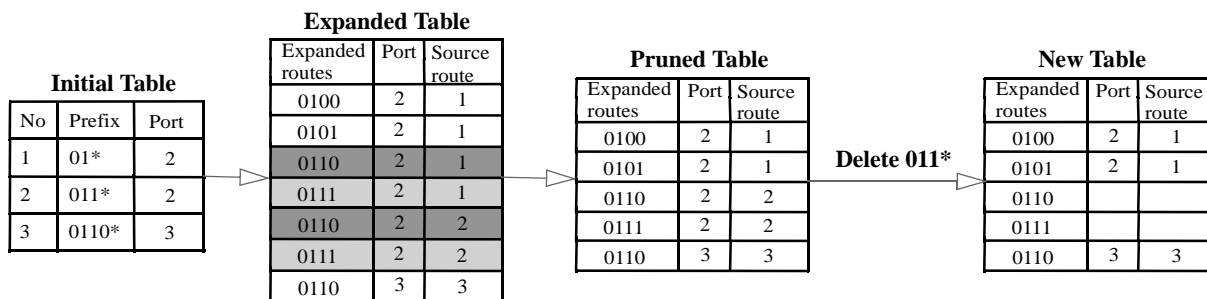 Initial Table
No Prefix Port
1 01* 2
2 011* 2
3 0110* 3
Expanded Table
Expanded routes Port Source route
0100 2 1
0101 2 1
0110 2 1
0111 2 1
0110 2 2
0111 2 2
0110 3 3
Pruned Table
Expanded routes Port Source route
0100 2 1
0101 2 1
0110 2 2
0111 2 2
0110 3 3
Delete 011*
New Table
Expanded routes Port Source route
0100 2 1
0101 2 1
0110
0111
0110 3 3